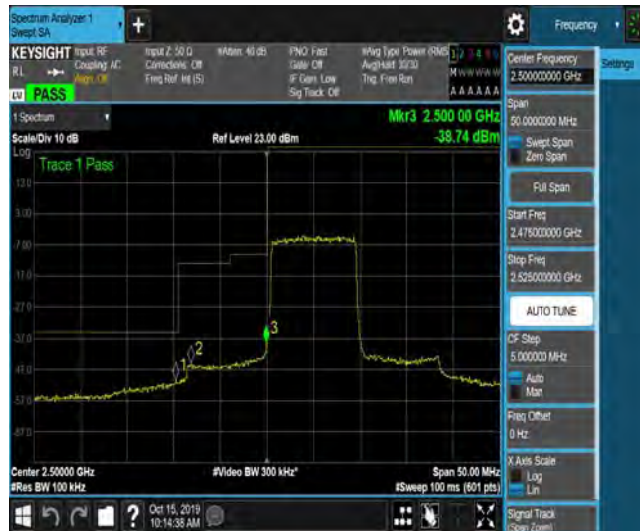 Spectrum Analyzer 1
Swept SA
+
Frequency
KEYSIGHT
Input: RF
Coupling: AC
Align: Off
Input Z: 50 Ω
Corrections: Off
Freq Ref: Int (S)
#Atten: 40 dB
PNO: Fast
Gate: Off
IF Gain: Low
Sig Track: Off
#Avg Type: Power (RMS
Avg|Hold: 30/30
Trig: Free Run
RL
LV
PASS
A A A A A A
1 Spectrum
Scale/Div 10 dB
Ref Level 23.00 dBm
Mkr3 2.500 00 GHz
-38.74 dBm
Log
Trace 1 Pass
13.0
3.00
-7.00
-17.0
-27.0
-37.0
-47.0
-57.0
-67.0
1
2
3
Center 2.50000 GHz
#Res BW 100 kHz
#Video BW 300 kHz*
Span 50.00 MHz
#Sweep 100 ms (601 pts)
Oct 15, 2019
10:14:38 AM
Center Frequency
2.500000000 GHz
Settings
Span
50.0000000 MHz
Swept Span
Zero Span
Full Span
Start Freq
2.475000000 GHz
Stop Freq
2.525000000 GHz
AUTO TUNE
CF Step
5.000000 MHz
Auto
Man
Freq Offset
0 Hz
X Axis Scale
Log
Lin
Signal Track
(Span Zoom)